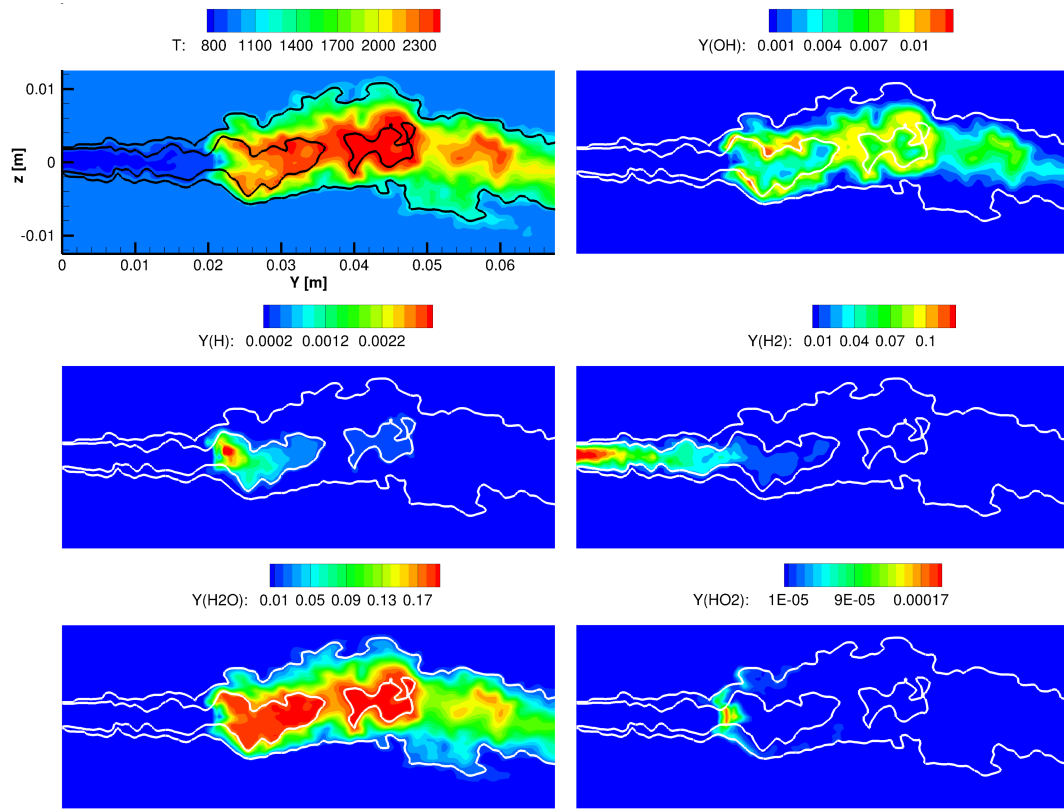 T: 800 1100 1400 1700 2000 2300
Y(OH): 0.001 0.004 0.007 0.01
0.01
0
-0.01
z [m]
0 0.01 0.02 0.03 0.04 0.05 0.06
Y [m]
Y(H): 0.0002 0.0012 0.0022
Y(H2): 0.01 0.04 0.07 0.1
Y(H2O): 0.01 0.05 0.09 0.13 0.17
Y(HO2): 1E-05 9E-05 0.00017